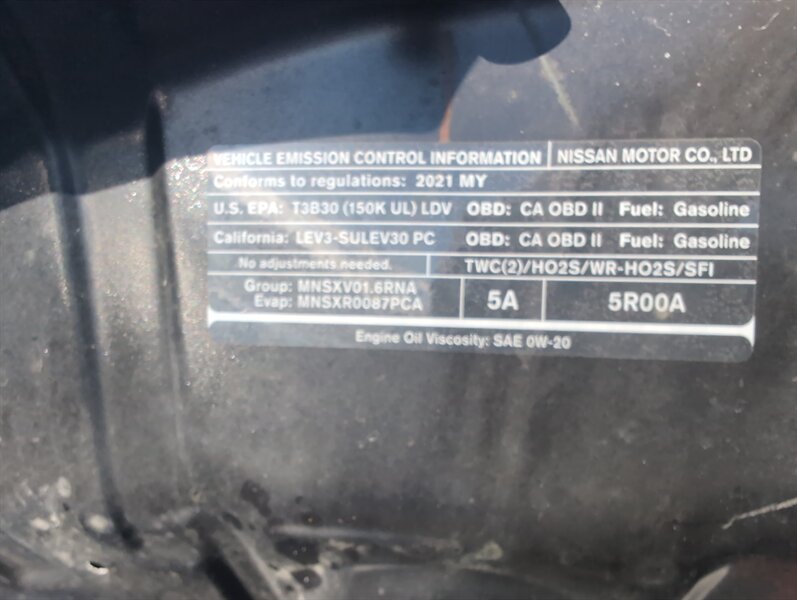 VEHICLE EMISSION CONTROL INFORMATION NISSAN MOTOR CO., LTD
Conforms to regulations: 2021 MY
U.S. EPA: T3B30 (150K UL) LDV OBD: CA OBD II Fuel: Gasoline
California: LEV3-SULEV30 PC OBD: CA OBD II Fuel: Gasoline
No adjustments needed. TWC(2)/HO2S/WR-HO2S/SFI
Group: MNSXV01.6RNA
Evap: MNSXR0087PCA 5A 5R00A
Engine Oil Viscosity: SAE 0W-20